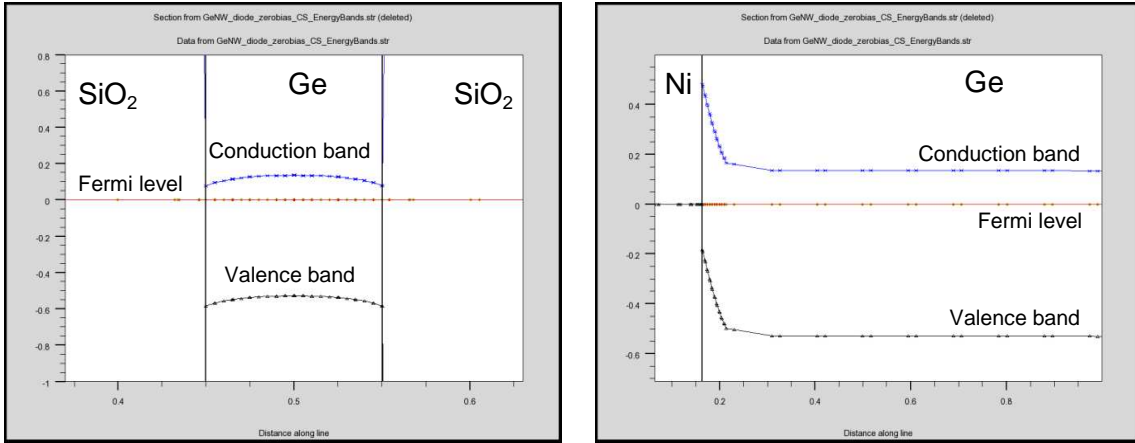 Section from GeNW_diode_zerobias_CS_EnergyBands.str (deleted)
Data from GeNW_diode_zerobias_CS_EnergyBands.str
0.8
0.6
0.4
0.2
0
-0.2
-0.4
-0.6
-0.8
-1
SiO2
Ge
SiO2
Conduction band
Fermi level
Valence band
0.4
0.5
0.6
Distance along line
Section from GeNW_diode_zerobias_CS_EnergyBands.str (deleted)
Data from GeNW_diode_zerobias_CS_EnergyBands.str
0.4
0.2
0
-0.2
-0.4
-0.6
Ni
Ge
Conduction band
Fermi level
Valence band
0.2
0.4
0.6
0.8
Distance along line